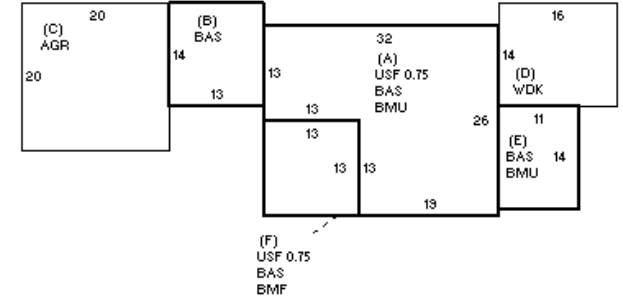 20
(C)
AGR
20
(B)
BAS
14
13
32
(A)
USF 0.75
BAS
BMU
13
13
26
19
13
13
13
16
14
(D)
WDK
11
(E)
BAS
BMU
14
(F)
USF 0.75
BAS
BMF